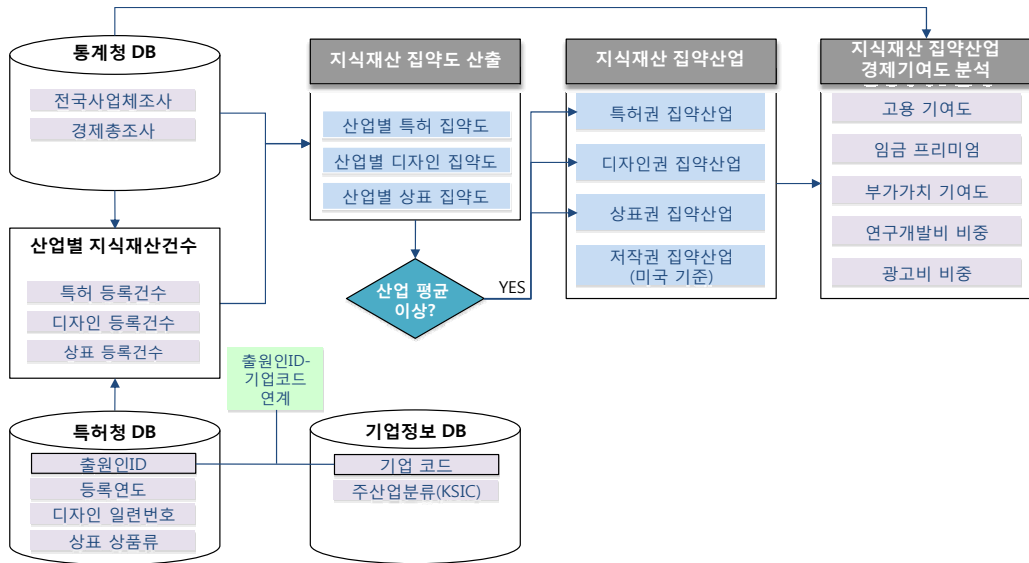 통계청 DB
전국사업체조사
경제총조사
산업별 지식재산건수
특허 등록건수
디자인 등록건수
상표 등록건수
특허청 DB
출원인ID
등록연도
디자인 일련번호
상표 상품류
출원인ID-
기업코드
연계
기업정보 DB
기업 코드
주산업분류(KSIC)
지식재산 집약도 산출
산업별 특허 집약도
산업별 디자인 집약도
산업별 상표 집약도
산업 평균
이상?
YES
지식재산 집약산업
특허권 집약산업
디자인권 집약산업
상표권 집약산업
저작권 집약산업
(미국 기준)
지식재산 집약산업
경제기여도 분석
고용 기여도
임금 프리미엄
부가가치 기여도
연구개발비 비중
광고비 비중